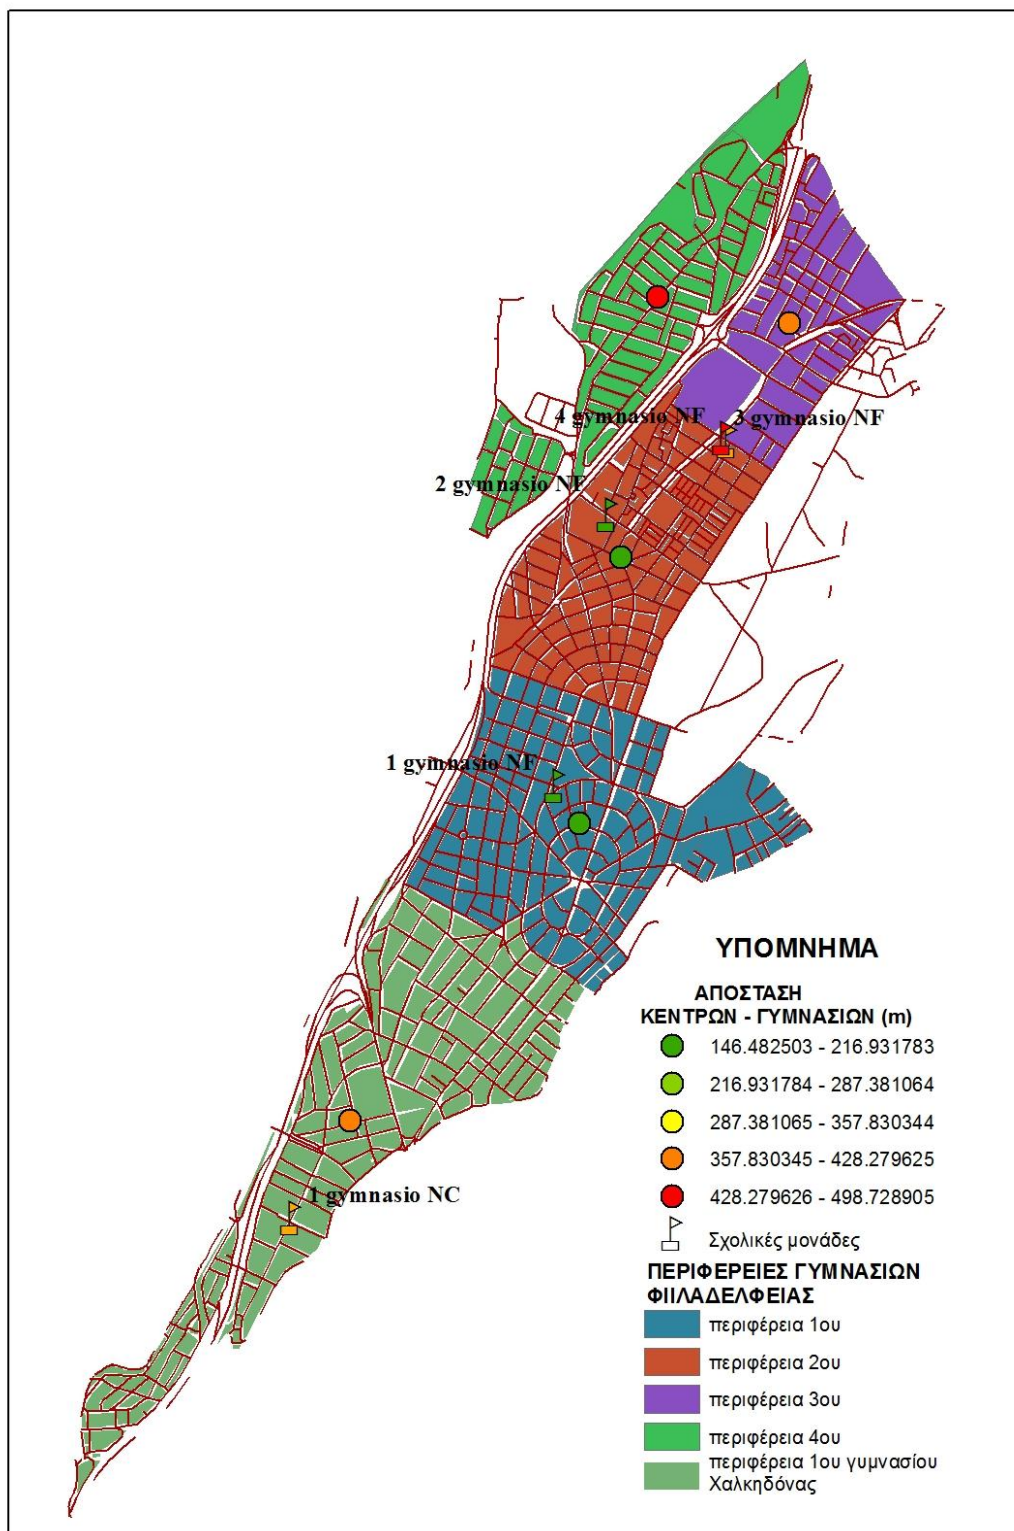 4 gymnasio NF
3 gymnasio NF
2 gymnasio NF
1 gymnasio NF
1 gymnasio NC
ΥΠΟΜΝΗΜΑ
ΑΠΟΣΤΑΣΗ
ΚΕΝΤΡΩΝ - ΓΥΜΝΑΣΙΩΝ (m)
146.482503 - 216.931783
216.931784 - 287.381064
287.381065 - 357.830344
357.830345 - 428.279625
428.279626 - 498.728905
Σχολικές μονάδες
ΠΕΡΙΦΕΡΕΙΕΣ ΓΥΜΝΑΣΙΩΝ
ΦΙΙΛΑΔΕΛΦΕΙΑΣ
περιφέρεια 1ου
περιφέρεια 2ου
περιφέρεια 3ου
περιφέρεια 4ου
περιφέρεια 1ου γυμνασίου
Χαλκηδόνας